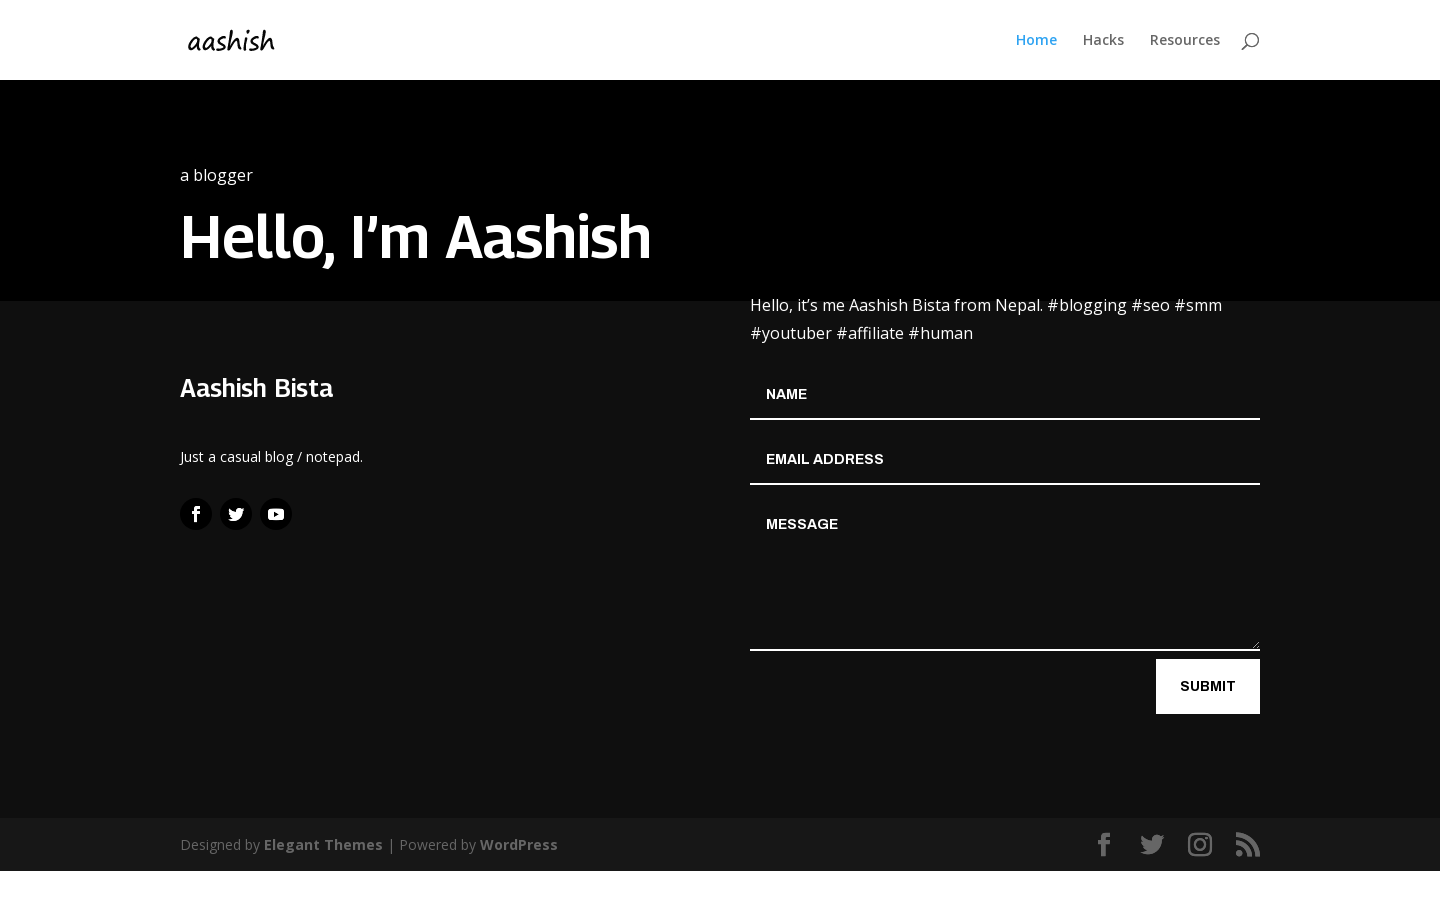 aashish
Home
Hacks
Resources
a blogger
Hello, I’m Aashish
Hello, it’s me Aashish Bista from Nepal. #blogging #seo #smm
#youtuber #affiliate #human
Aashish Bista
Just a casual blog / notepad.
NAME
EMAIL ADDRESS
MESSAGE
SUBMIT
Designed by Elegant Themes | Powered by WordPress